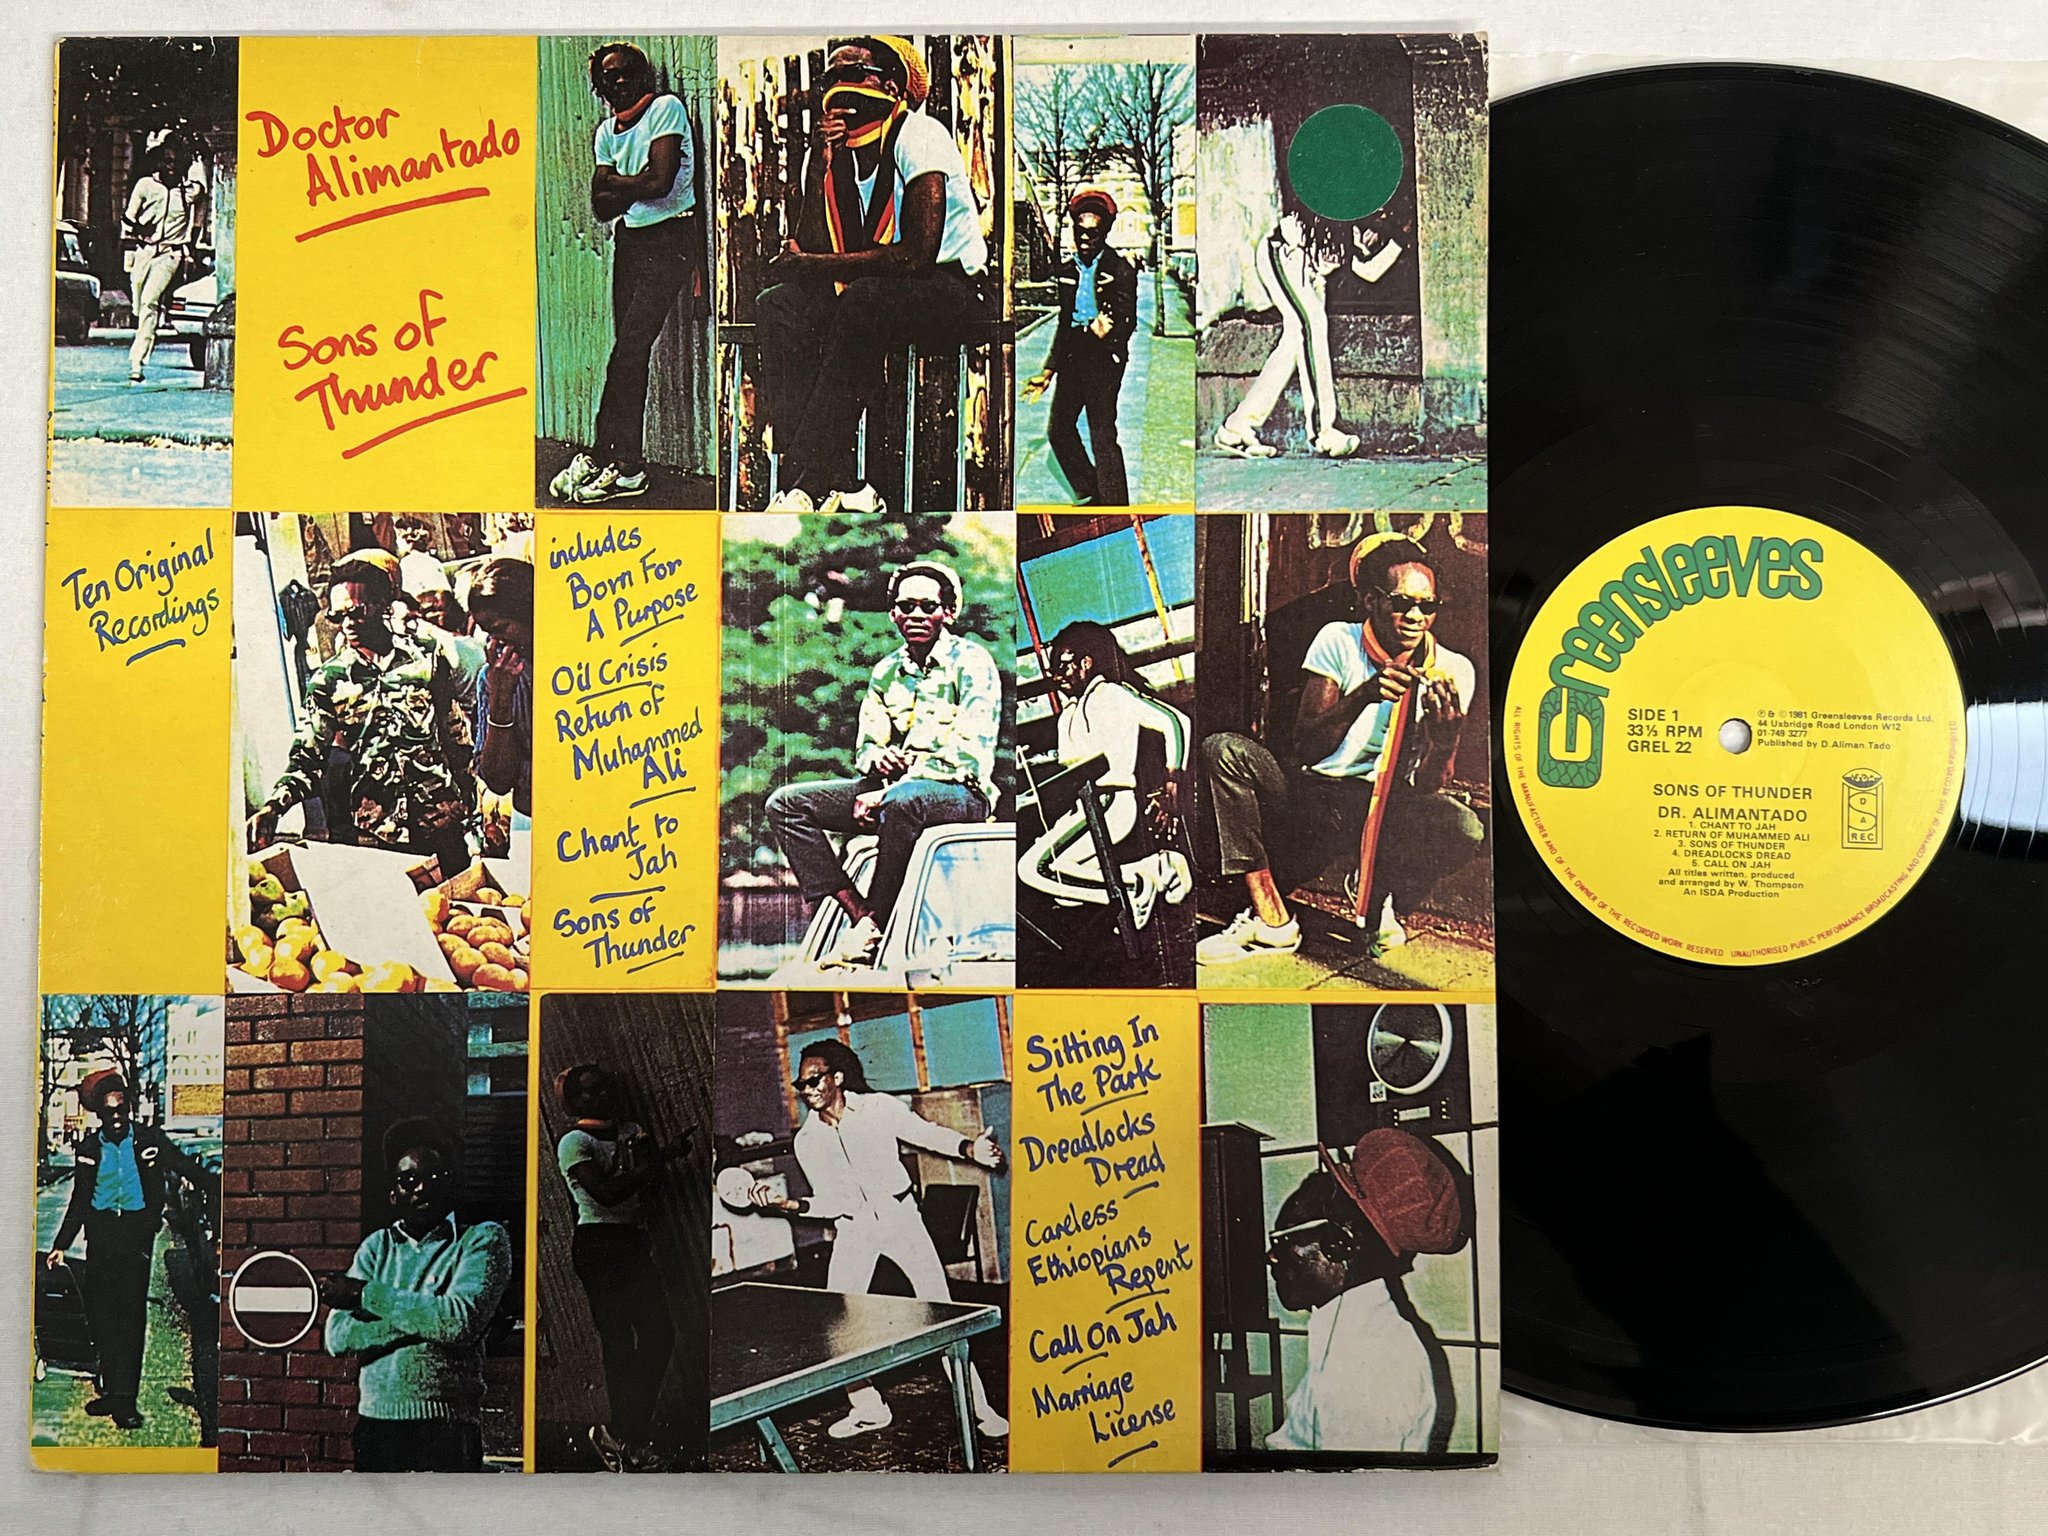 Doctor
Alimantado
Sons of
Thunder
Ten Original
Recordings
includes
Born For
A Purpose
Oil Crisis
Return of
Muhammed
Ali
Chant to
Jah
Sons of
Thunder
Sitting In
The Park
Dreadlocks
Dread
Careless
Ethiopians
Repent
Call On Jah
Marriage
License
Greensleeves
SIDE 1
33⅓ RPM
GREL 22
℗ & © 1981 Greensleeves Records Ltd.
44 Uxbridge Road London W12
01-749 3277
Published by D.Aliman.Tado
SONS OF THUNDER
DR. ALIMANTADO
1. CHANT TO JAH
2. RETURN OF MUHAMMED ALI
3. SONS OF THUNDER
4. DREADLOCKS DREAD
5. CALL ON JAH
All titles written, produced
and arranged by W. Thompson
An ISDA Production
D
S
A
REC
ALL RIGHTS OF THE MANUFACTURER AND OF THE OWNER OF THE RECORDED WORK RESERVED · UNAUTHORISED PUBLIC PERFORMANCE BROADCASTING AND COPYING OF THIS RECORD PROHIBITED